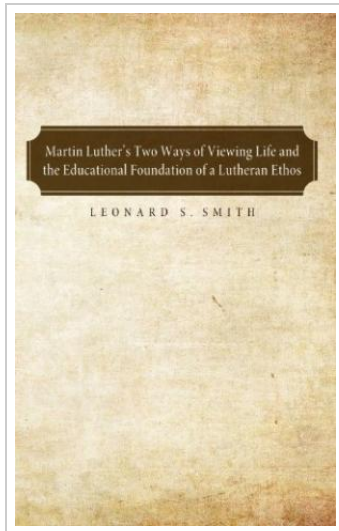 Martin Luther's Two Ways of Viewing Life and
the Educational Foundation of a Lutheran Ethos
LEONARD S. SMITH